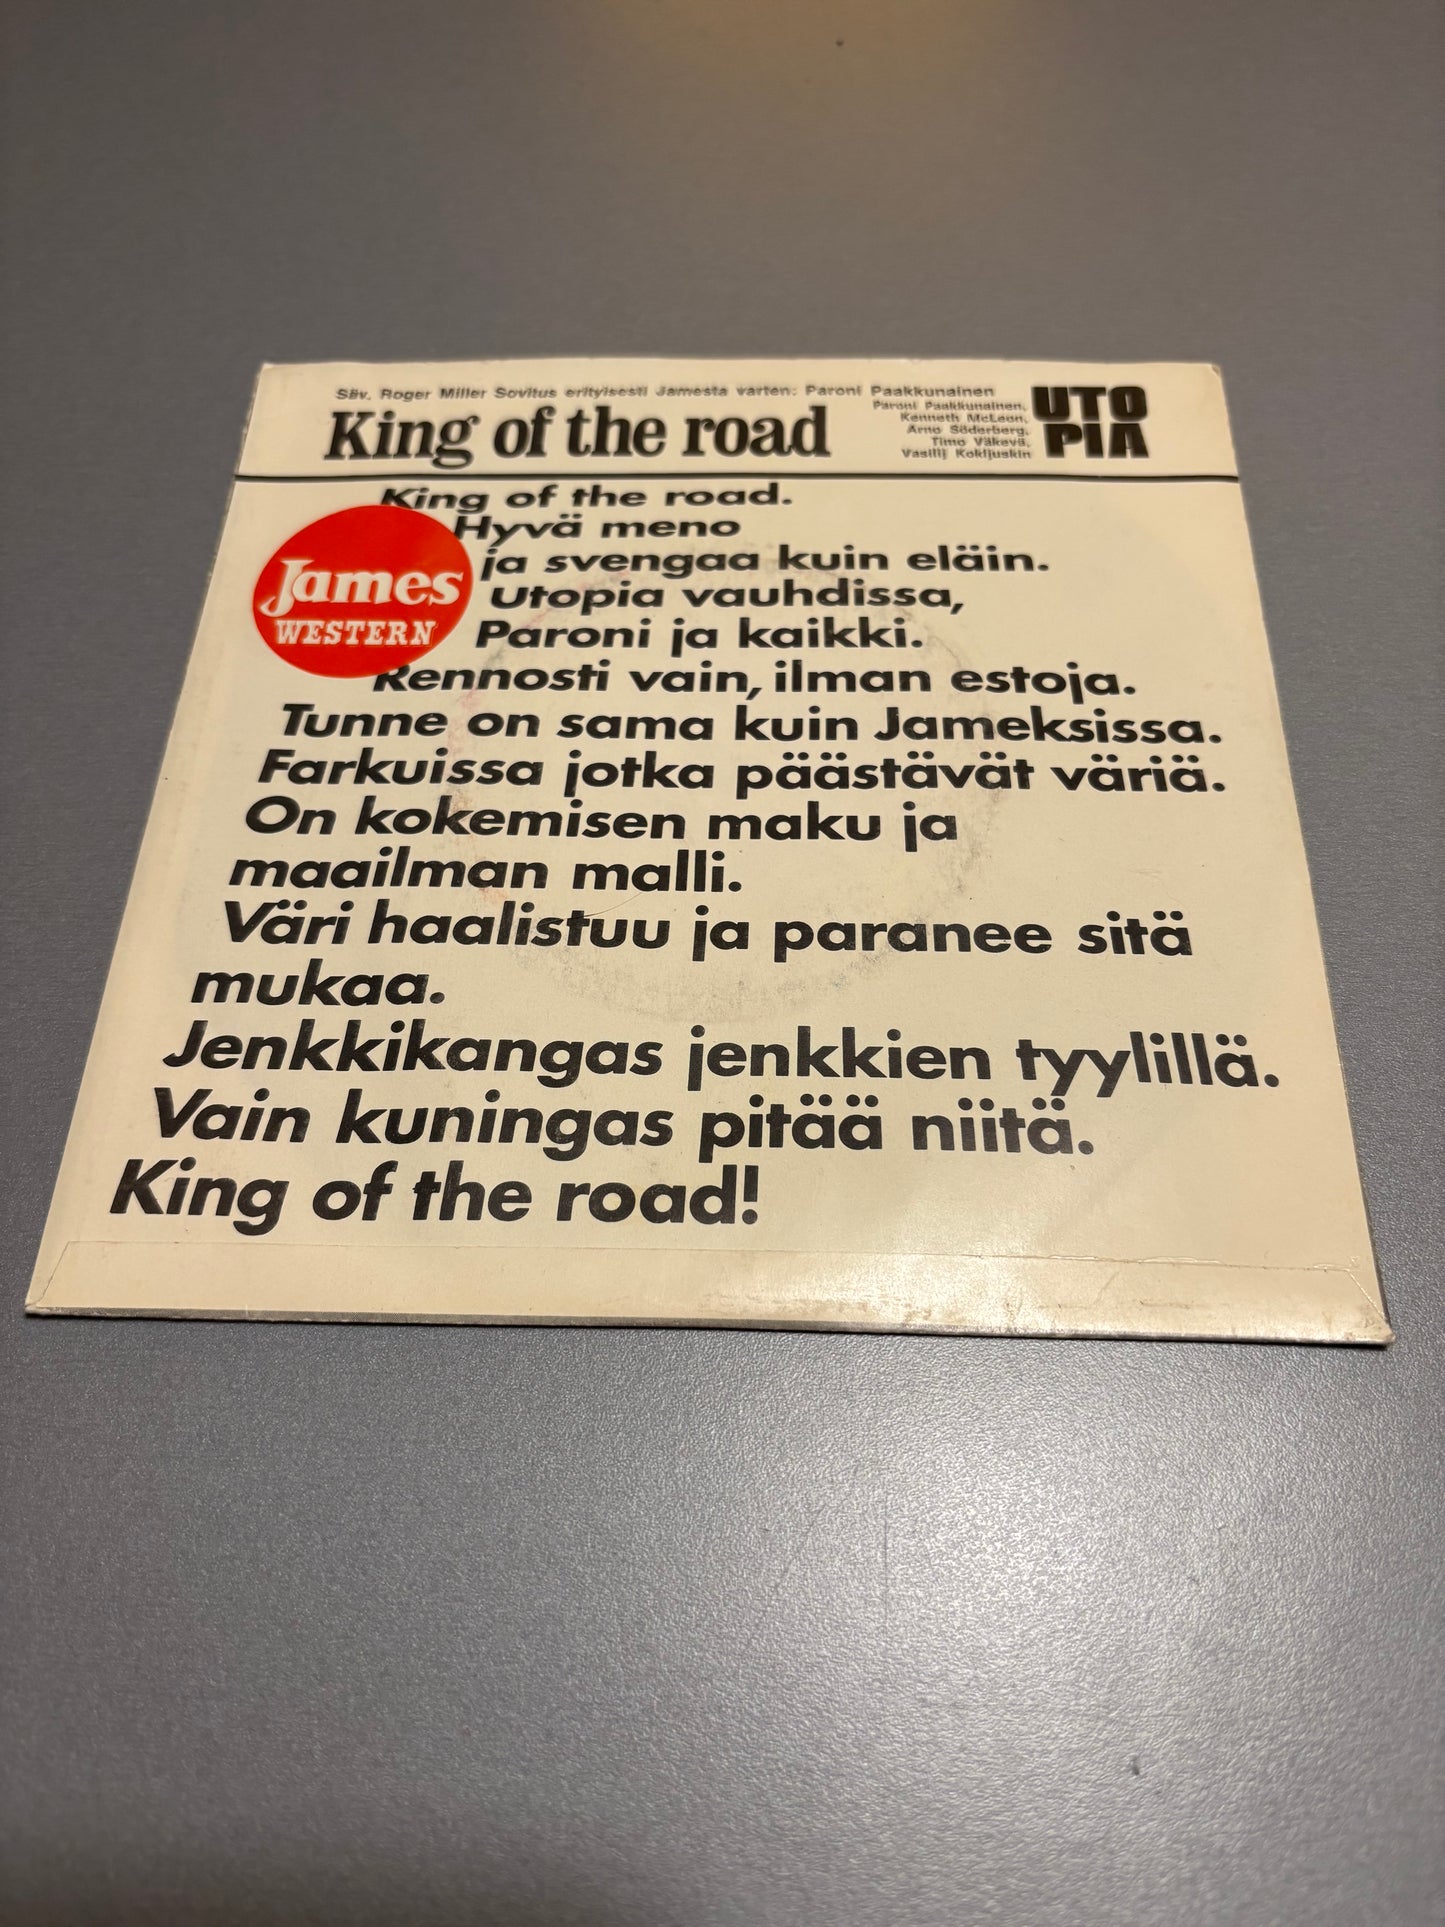 Säv. Roger Miller Sovitus erityisesti Jamesta varten: Paroni Paakkunainen
King of the road
Paroni Paakkunainen,
Kenneth McLeon,
Arno Söderberg,
Timo Väkevä,
Vasilij Kokljuskin
UTO
PIA
King of the road.
Hyvä meno
ja svengaa kuin eläin.
Utopia vauhdissa,
Paroni ja kaikki.
James
WESTERN
Rennosti vain, ilman estoja.
Tunne on sama kuin Jameksissa.
Farkuissa jotka päästävät väriä.
On kokemisen maku ja
maailman malli.
Väri haalistuu ja paranee sitä
mukaa.
Jenkkikangas jenkkien tyylillä.
Vain kuningas pitää niitä.
King of the road!